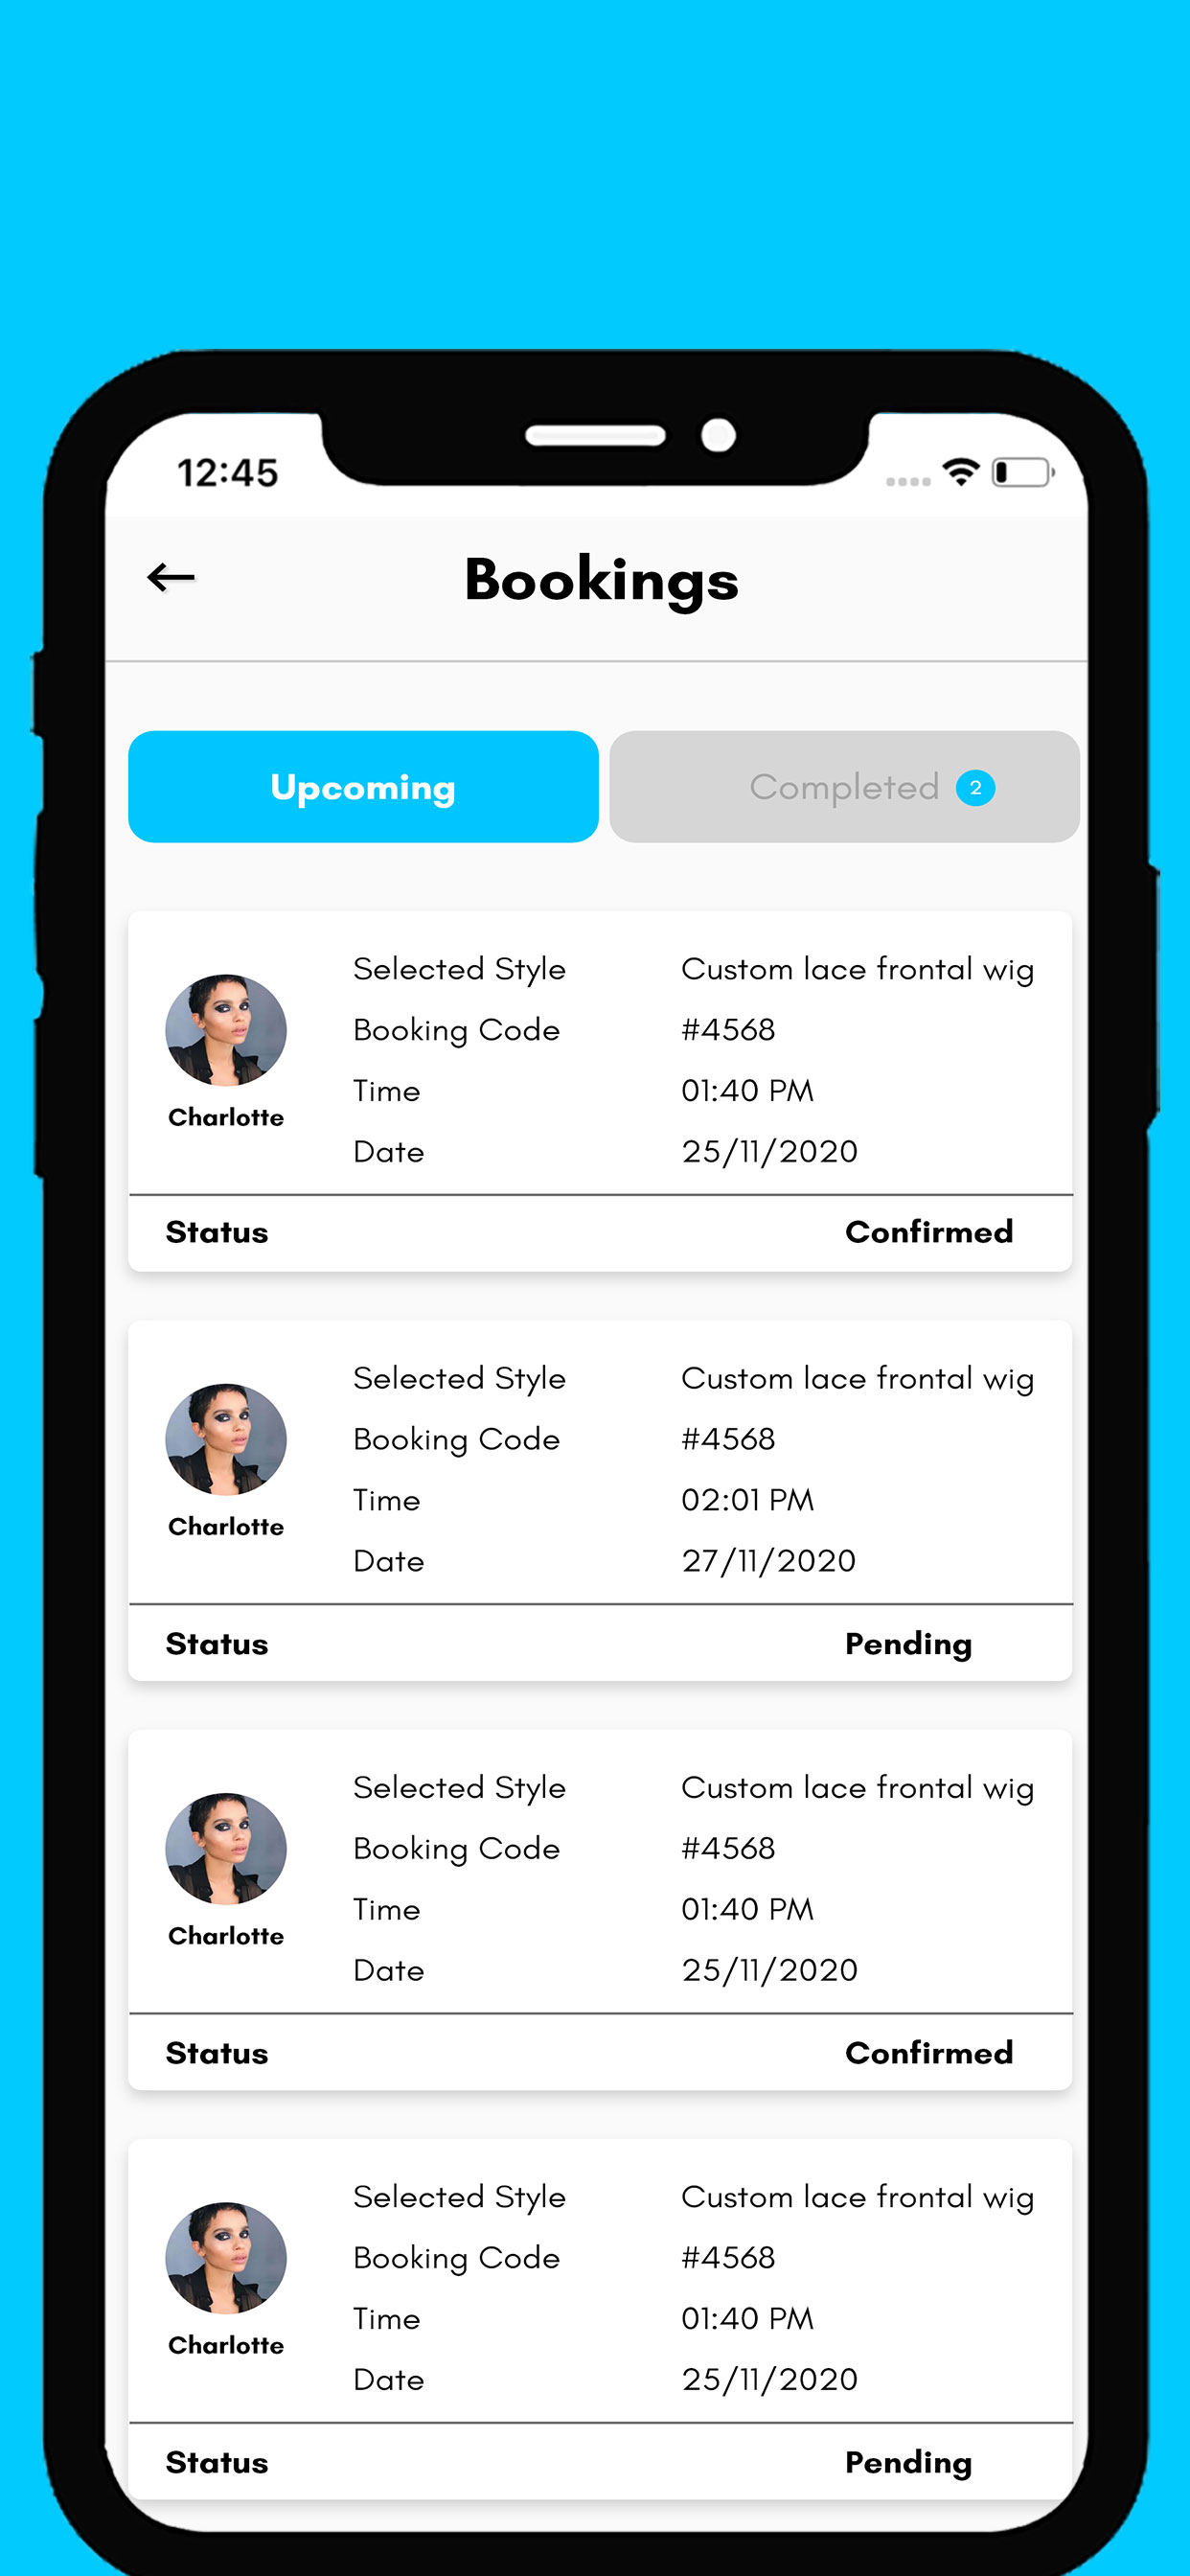 12:45
Bookings
Upcoming
Completed 2
Selected Style Custom lace frontal wig
Booking Code #4568
Time 01:40 PM
Charlotte
Date 25/11/2020
Status Confirmed
Selected Style Custom lace frontal wig
Booking Code #4568
Time 02:01 PM
Charlotte
Date 27/11/2020
Status Pending
Selected Style Custom lace frontal wig
Booking Code #4568
Time 01:40 PM
Charlotte
Date 25/11/2020
Status Confirmed
Selected Style Custom lace frontal wig
Booking Code #4568
Time 01:40 PM
Charlotte
Date 25/11/2020
Status Pending